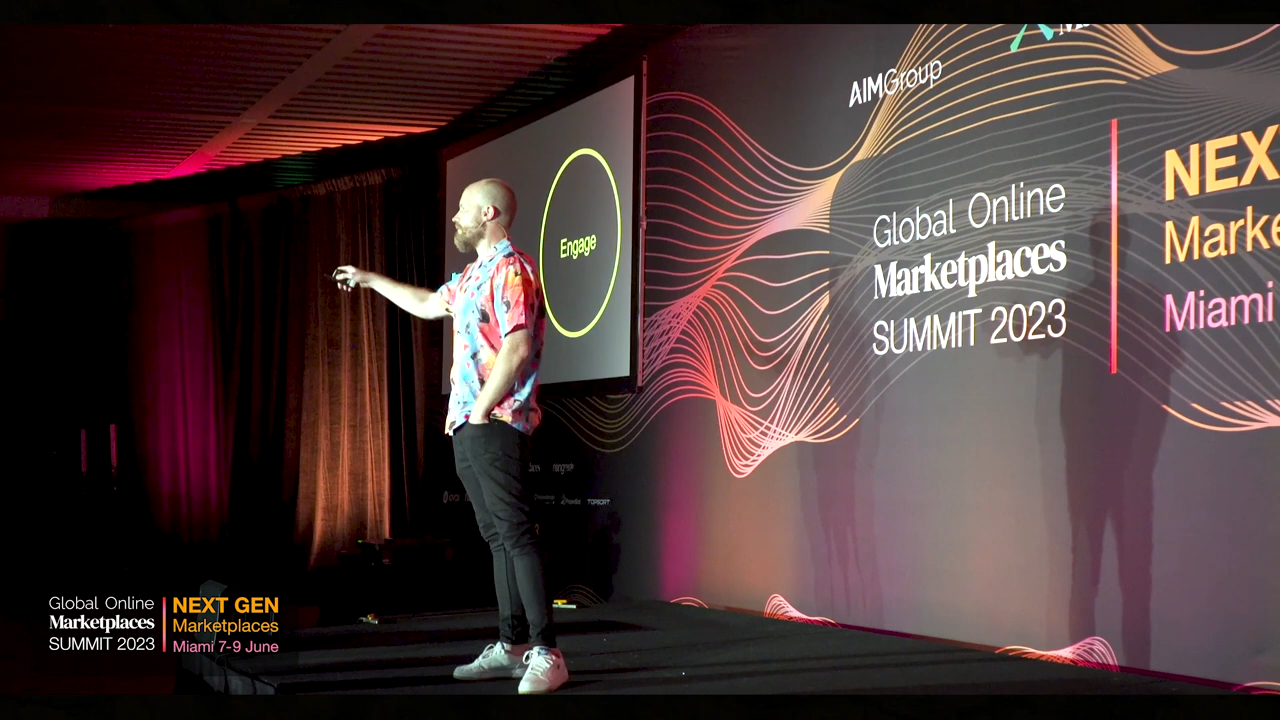 AIMGroup
Global Online
Marketplaces
SUMMIT 2023
NEX
Marke
Miami
Engage
TOPSORT
Global Online
Marketplaces
SUMMIT 2023
NEXT GEN
Marketplaces
Miami 7-9 June